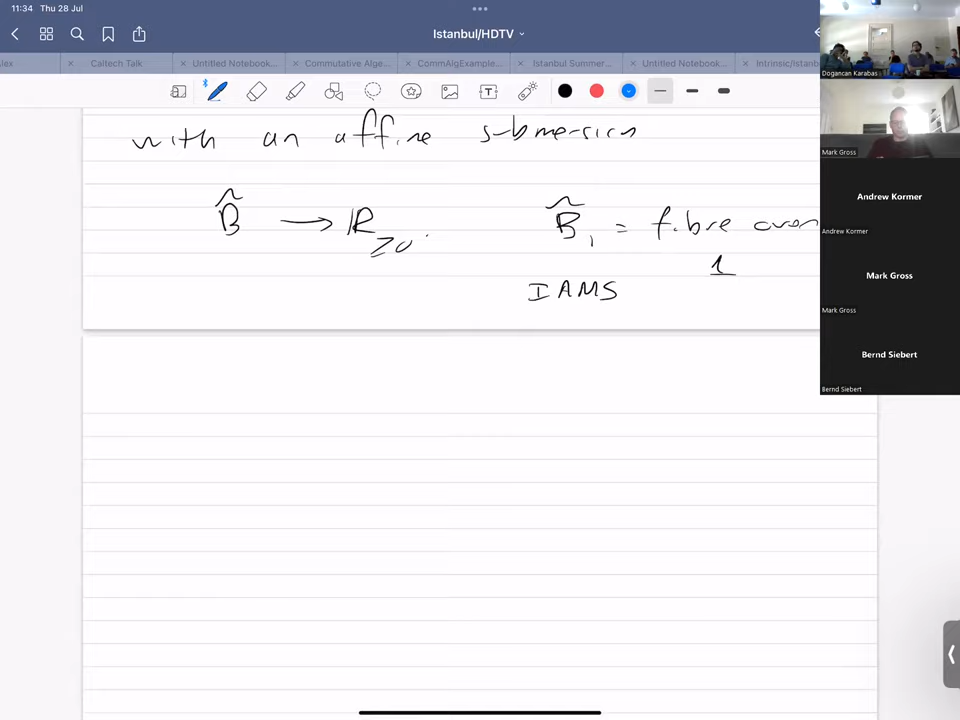 11:34 Thu 28 Jul
Istanbul/HDTV
Caltech Talk
Untitled Notebook...
Commutative Alge...
CommAlgExample...
Istanbul Summer...
Untitled Notebook...
Intrinsic/Istanb
with an affine submersion
B̂ → ℝ≥0. B̂₁ = fibre over
1
IAMS
Dogancan Karabas
Mark Gross
Andrew Kormer
Andrew Kormer
Mark Gross
Mark Gross
Bernd Siebert
Bernd Siebert